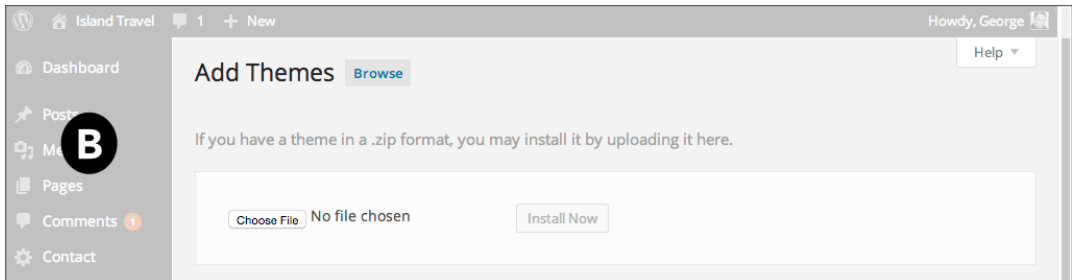 Island Travel 1 + New Howdy, George
Help
Dashboard
Add Themes Browse
Posts
B
If you have a theme in a .zip format, you may install it by uploading it here.
Pages
Choose File No file chosen Install Now
Comments 1
Contact